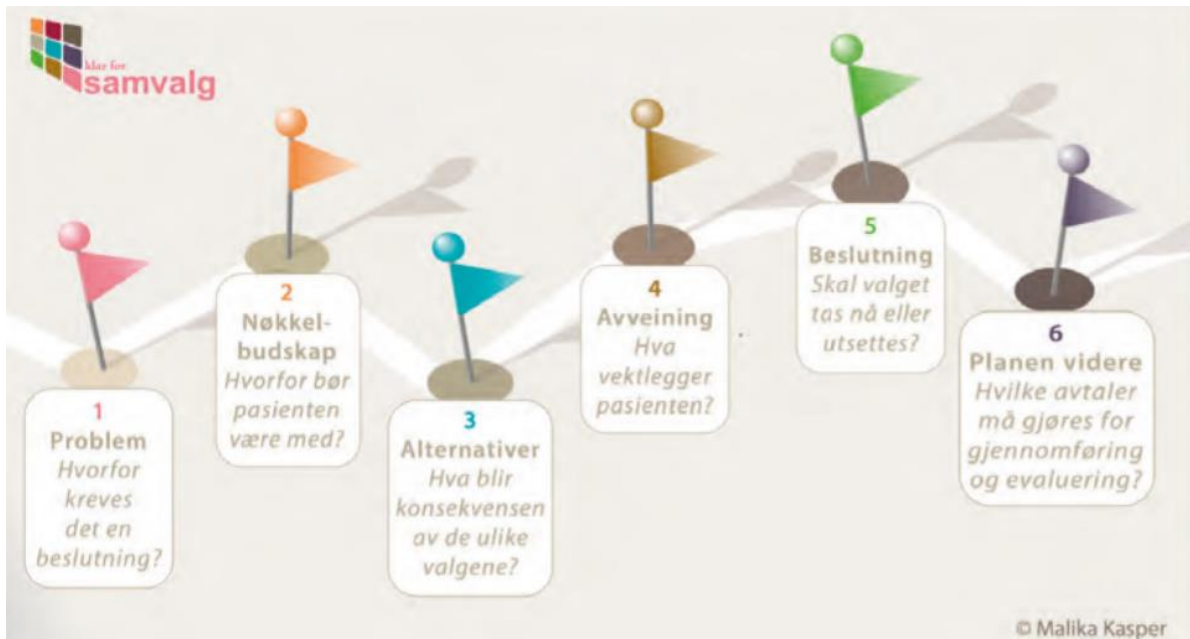 klar for
samvalg
1
Problem
Hvorfor
kreves
det en
beslutning?
2
Nøkkel-
budskap
Hvorfor bør
pasienten
være med?
3
Alternativer
Hva blir
konsekvensen
av de ulike
valgene?
4
Avveining
Hva
vektlegger
pasienten?
5
Beslutning
Skal valget
tas nå eller
utsettes?
6
Planen videre
Hvilke avtaler
må gjøres for
gjennomføring
og evaluering?
© Malika Kasper